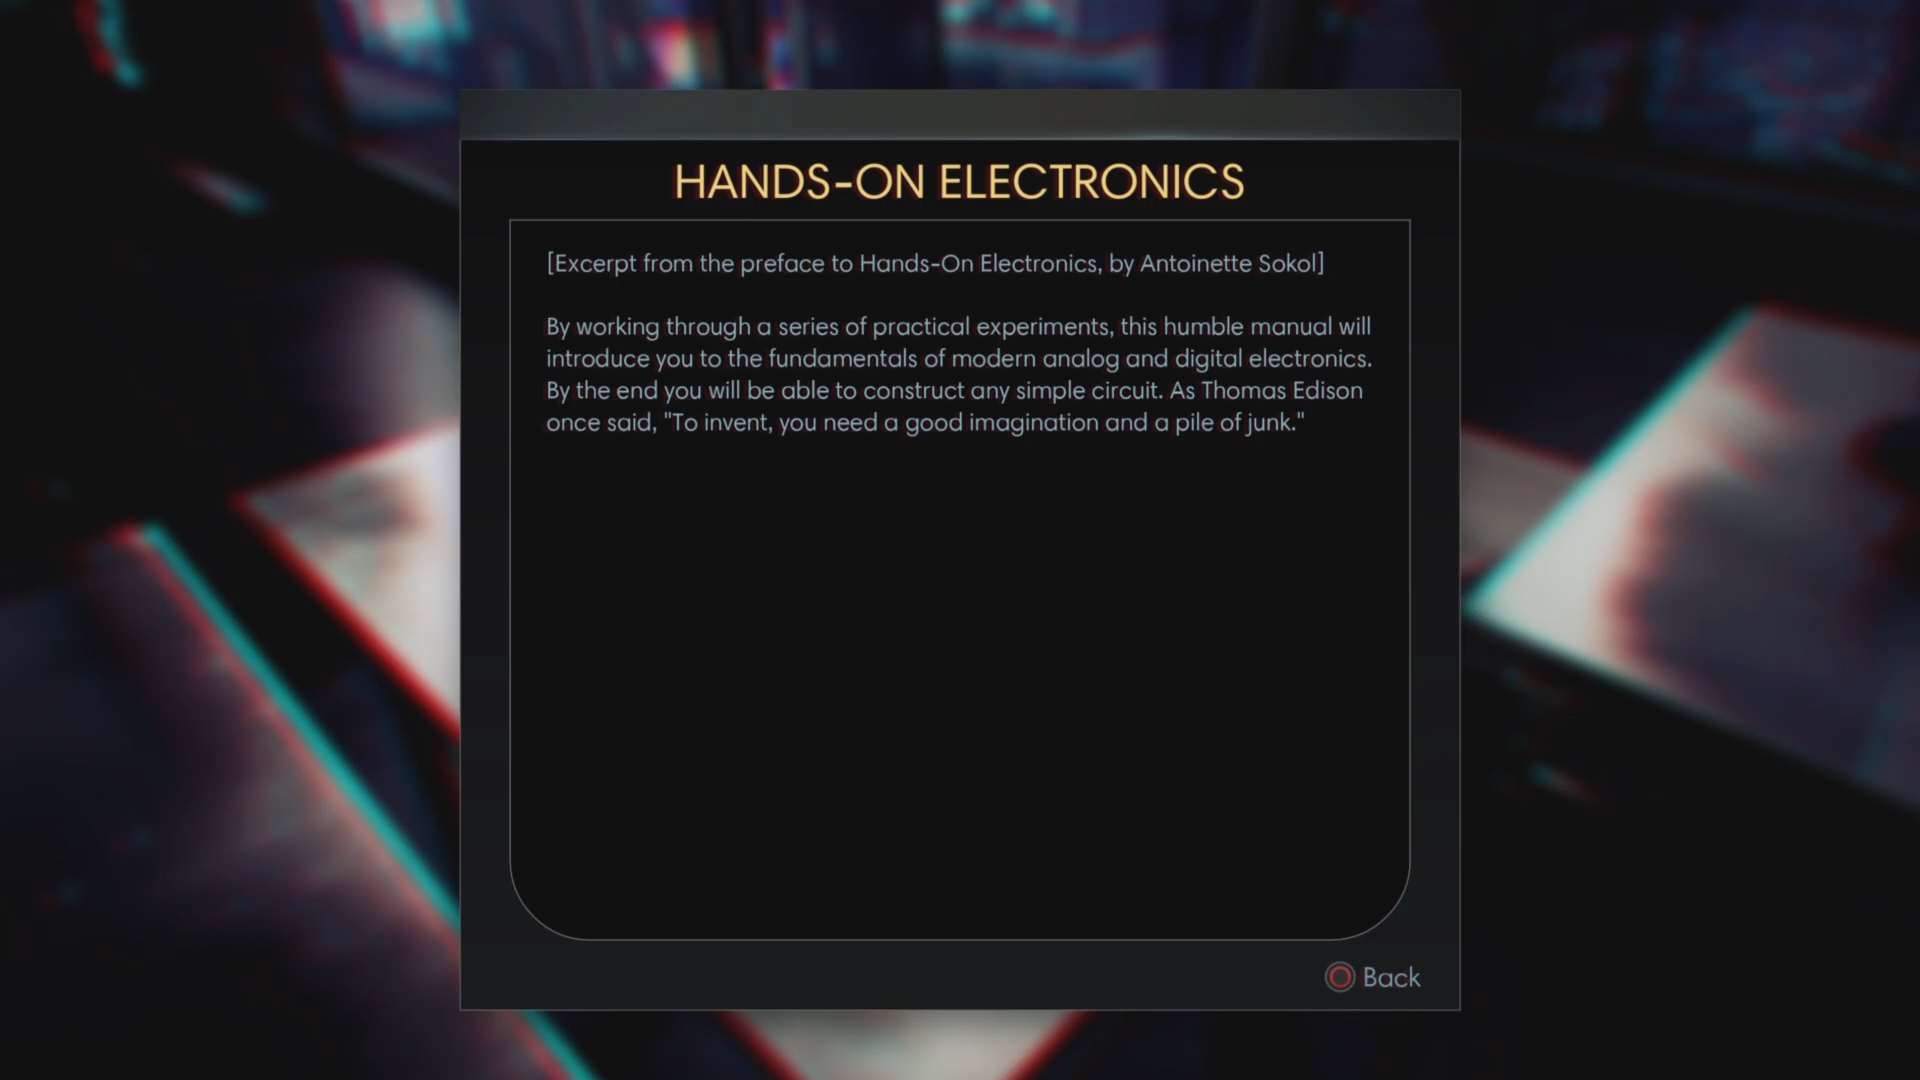 HANDS-ON ELECTRONICS
[Excerpt from the preface to Hands-On Electronics, by Antoinette Sokol]
By working through a series of practical experiments, this humble manual will
introduce you to the fundamentals of modern analog and digital electronics.
By the end you will be able to construct any simple circuit. As Thomas Edison
once said, "To invent, you need a good imagination and a pile of junk."
Back